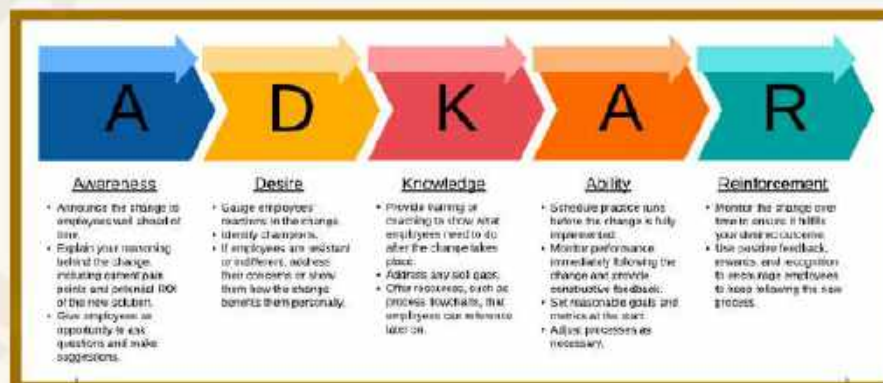 A
D
K
A
R
Awareness
• Announce the change to
employees well ahead of
time.
• Explain your reasoning
behind the change,
including current pain
points and potential ROI
of the new solution.
• Give employees an
opportunity to ask
questions and make
suggestions.
Desire
• Gauge employees'
reactions to the change.
• Identify champions.
• If employees are resistant
or indifferent, address
their concerns or show
them how the change
benefits them personally.
Knowledge
• Provide training or
coaching to show what
employees need to do
after the change takes
place.
• Address any skill gaps.
• Offer resources, such as
process flowcharts, that
employees can reference
later on.
Ability
• Schedule practice runs
before the change is fully
implemented.
• Monitor performance
immediately following the
change and provide
constructive feedback.
• Set reasonable goals and
metrics at the start.
• Adjust processes as
necessary.
Reinforcement
• Monitor the change over
time to ensure it fulfills
your desired outcome.
• Use positive feedback,
rewards, and recognition
to encourage employees
to keep following the new
process.